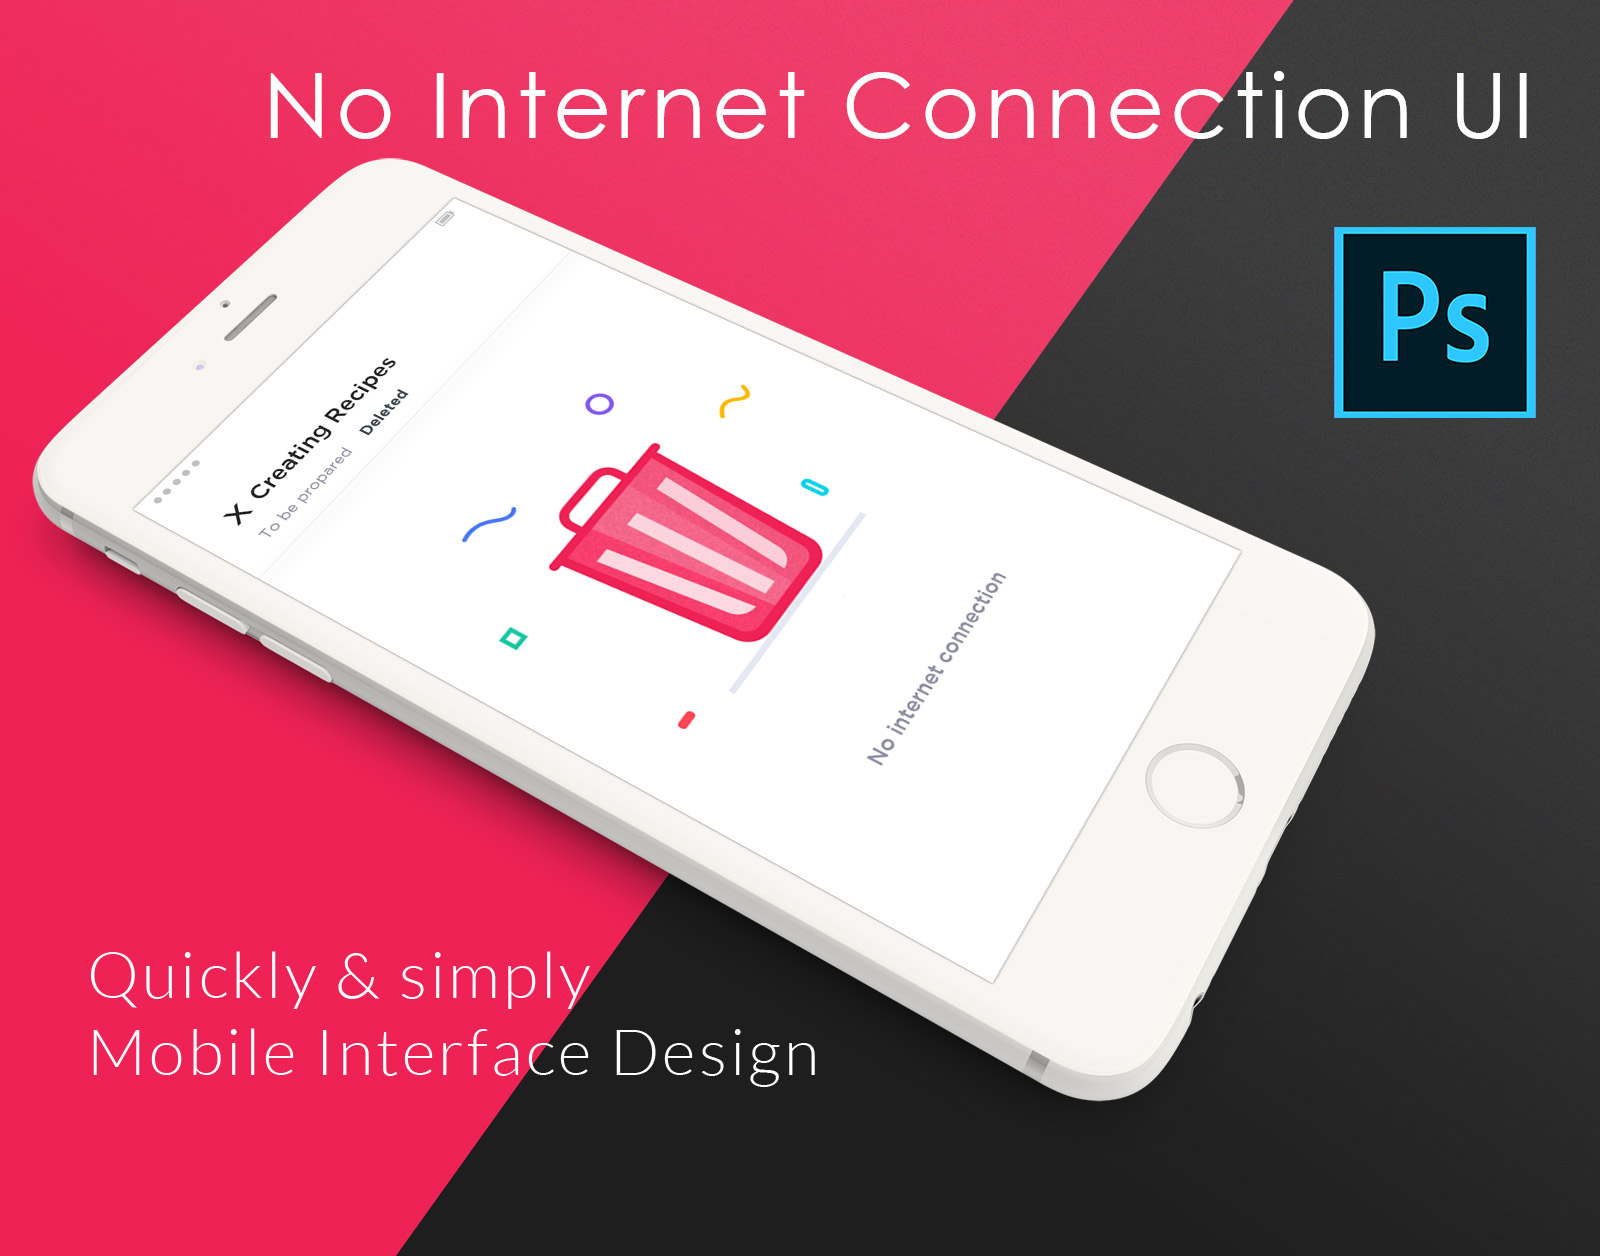 No Internet Connection UI
Ps
X Creating Recipes
To be propared Deleted
No internet connection
Quickly & simply
Mobile Interface Design